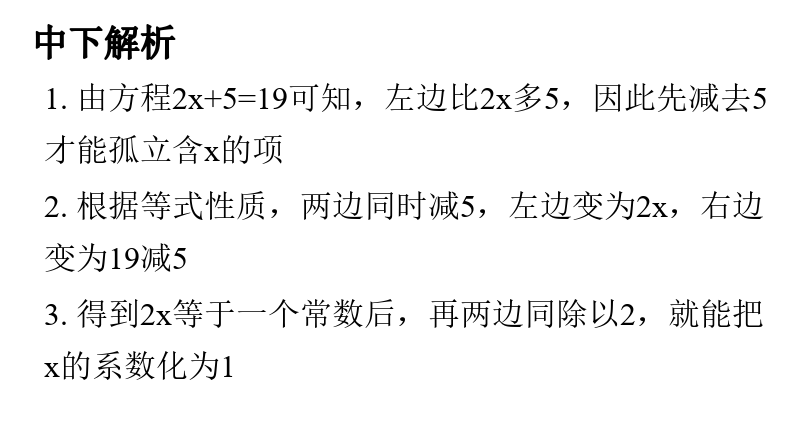 中下解析
1. 由方程2x+5=19可知，左边比2x多5，因此先减去5
才能孤立含x的项
2. 根据等式性质，两边同时减5，左边变为2x，右边
变为19减5
3. 得到2x等于一个常数后，再两边同除以2，就能把
x的系数化为1